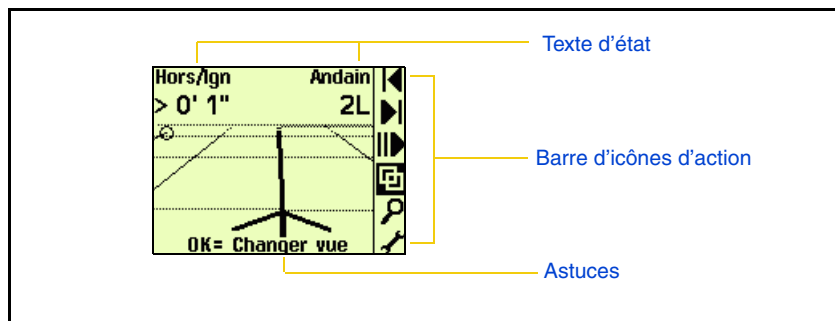 Texte d'état
Hors/lgn Andain
> 0' 1" 2L
Barre d'icônes d'action
OK= Changer vue
Astuces